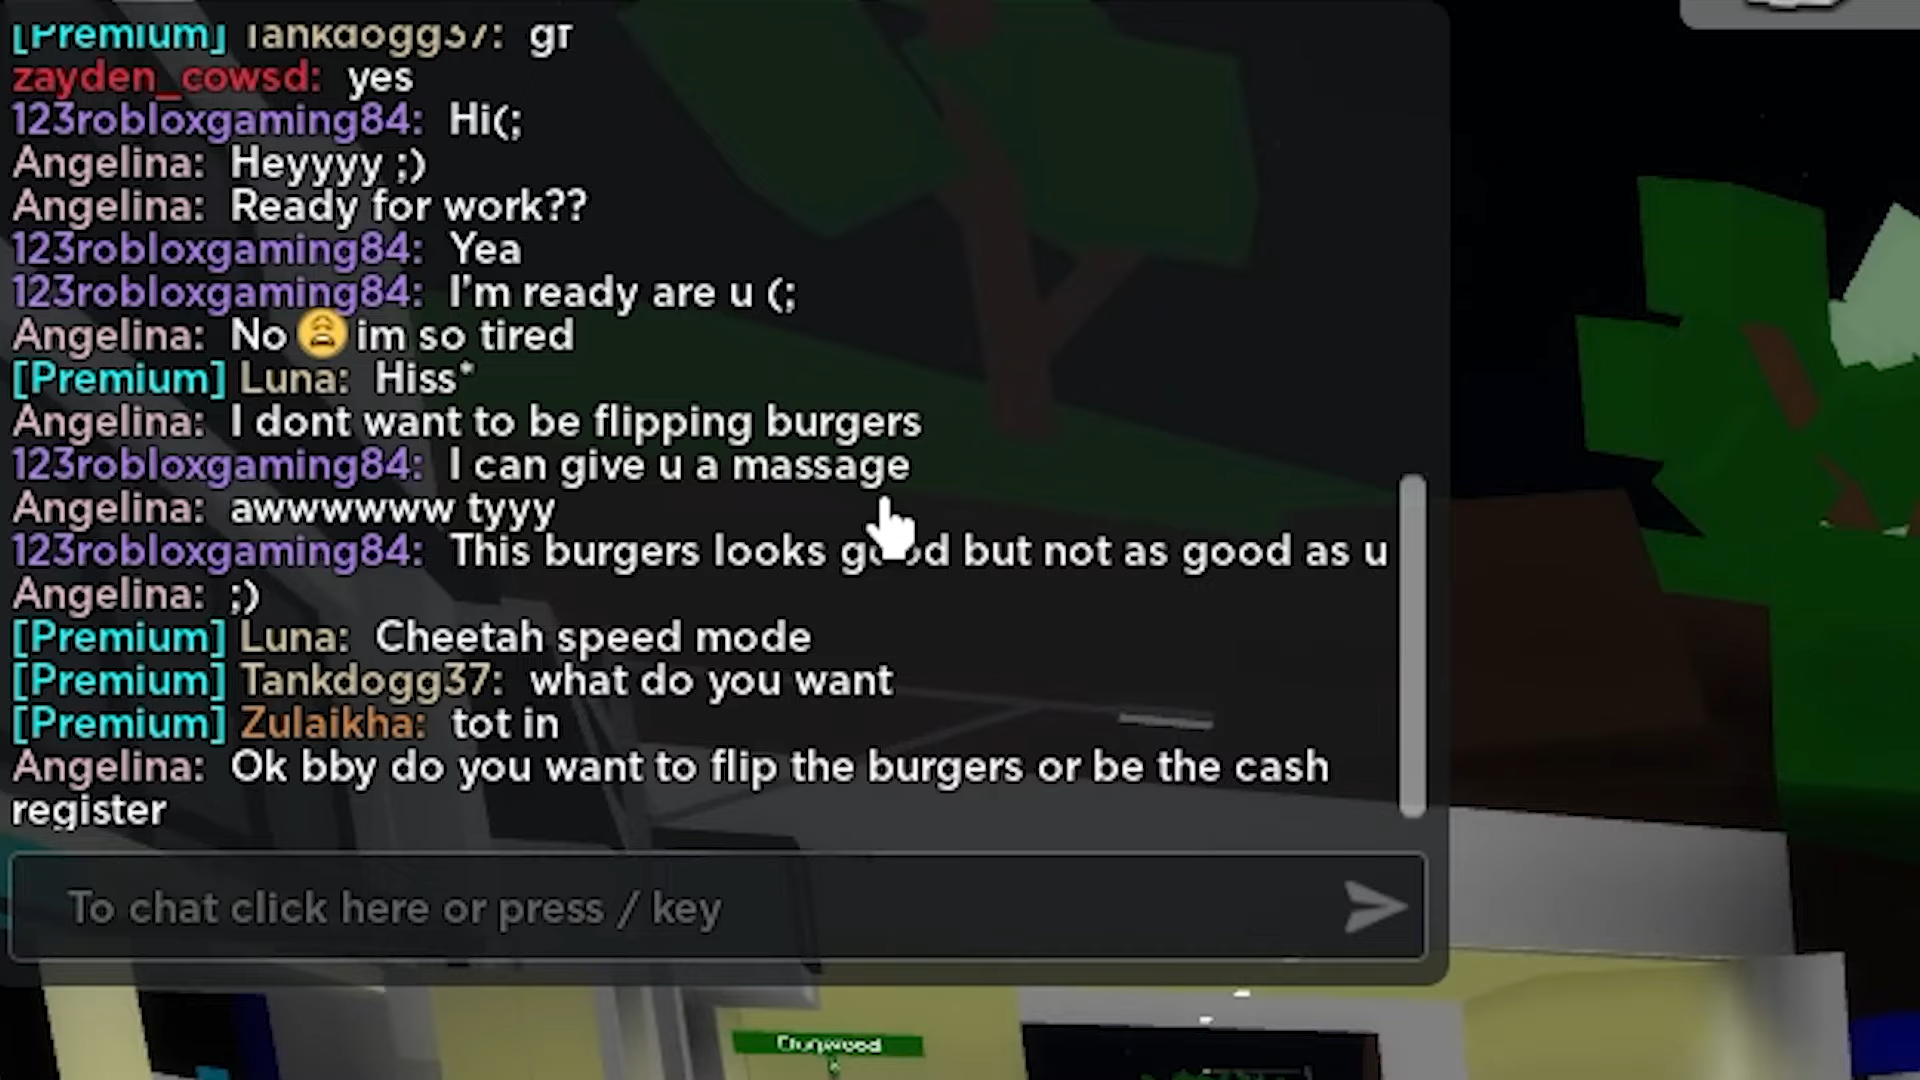 [Premium] Tankdogg37: gf
zayden_cowsd: yes
123robloxgaming84: Hi(;
Angelina: Heyyyy ;)
Angelina: Ready for work??
123robloxgaming84: Yea
123robloxgaming84: I'm ready are u (;
Angelina: No 😩 im so tired
[Premium] Luna: Hiss*
Angelina: I dont want to be flipping burgers
123robloxgaming84: I can give u a massage
Angelina: awwwwww tyyy
123robloxgaming84: This burgers looks good but not as good as u
Angelina: ;)
[Premium] Luna: Cheetah speed mode
[Premium] Tankdogg37: what do you want
[Premium] Zulaikha: tot in
Angelina: Ok bby do you want to flip the burgers or be the cash
register
To chat click here or press / key